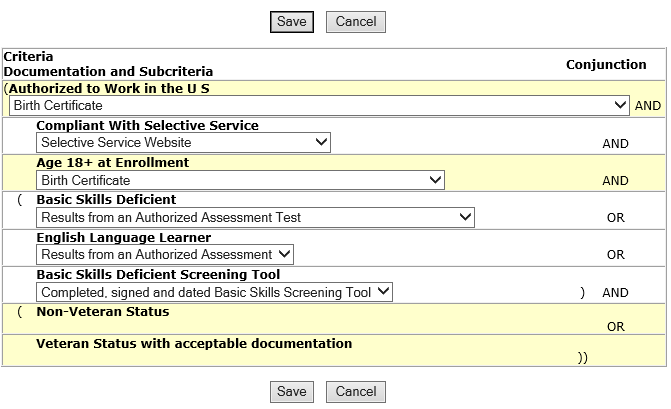 Save Cancel
Criteria
Documentation and Subcriteria Conjunction
(Authorized to Work in the U S
Birth Certificate AND
Compliant With Selective Service
Selective Service Website AND
Age 18+ at Enrollment
Birth Certificate AND
( Basic Skills Deficient
Results from an Authorized Assessment Test OR
English Language Learner
Results from an Authorized Assessment OR
Basic Skills Deficient Screening Tool
Completed, signed and dated Basic Skills Screening Tool ) AND
( Non-Veteran Status
OR
Veteran Status with acceptable documentation
))
Save Cancel